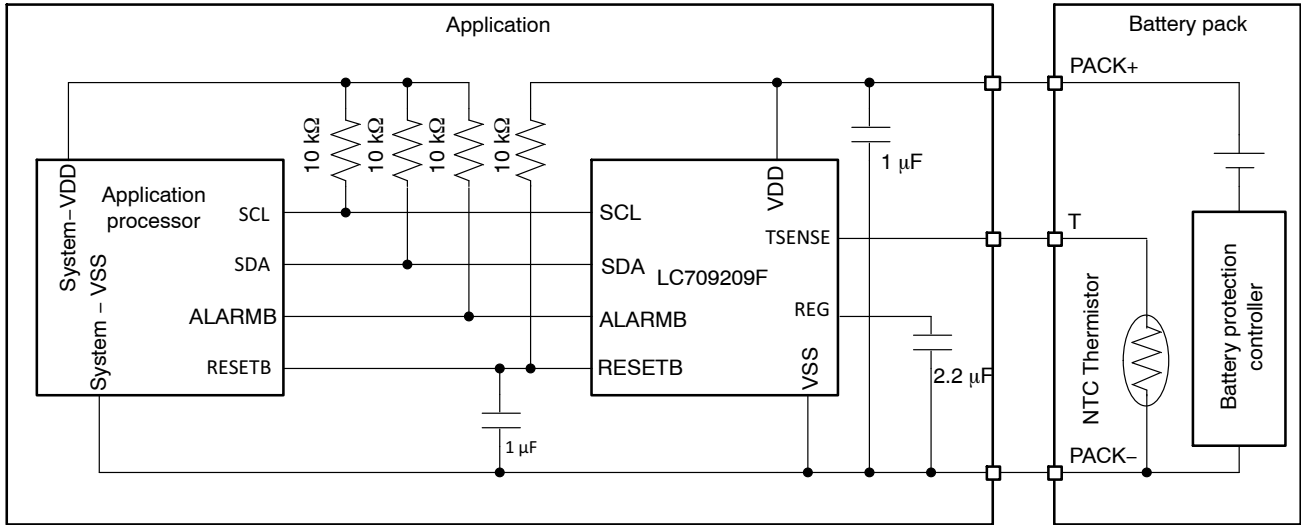 Application
Battery pack
PACK+
10 kΩ
10 kΩ
10 kΩ
10 kΩ
1 μF
System−VDD
System − VSS
Application
processor
SCL
SDA
ALARMB
RESETB
VDD
SCL
SDA
ALARMB
RESETB
LC709209F
TSENSE
REG
VSS
T
NTC Thermistor
Battery protection
controller
2.2 μF
1 μF
PACK−